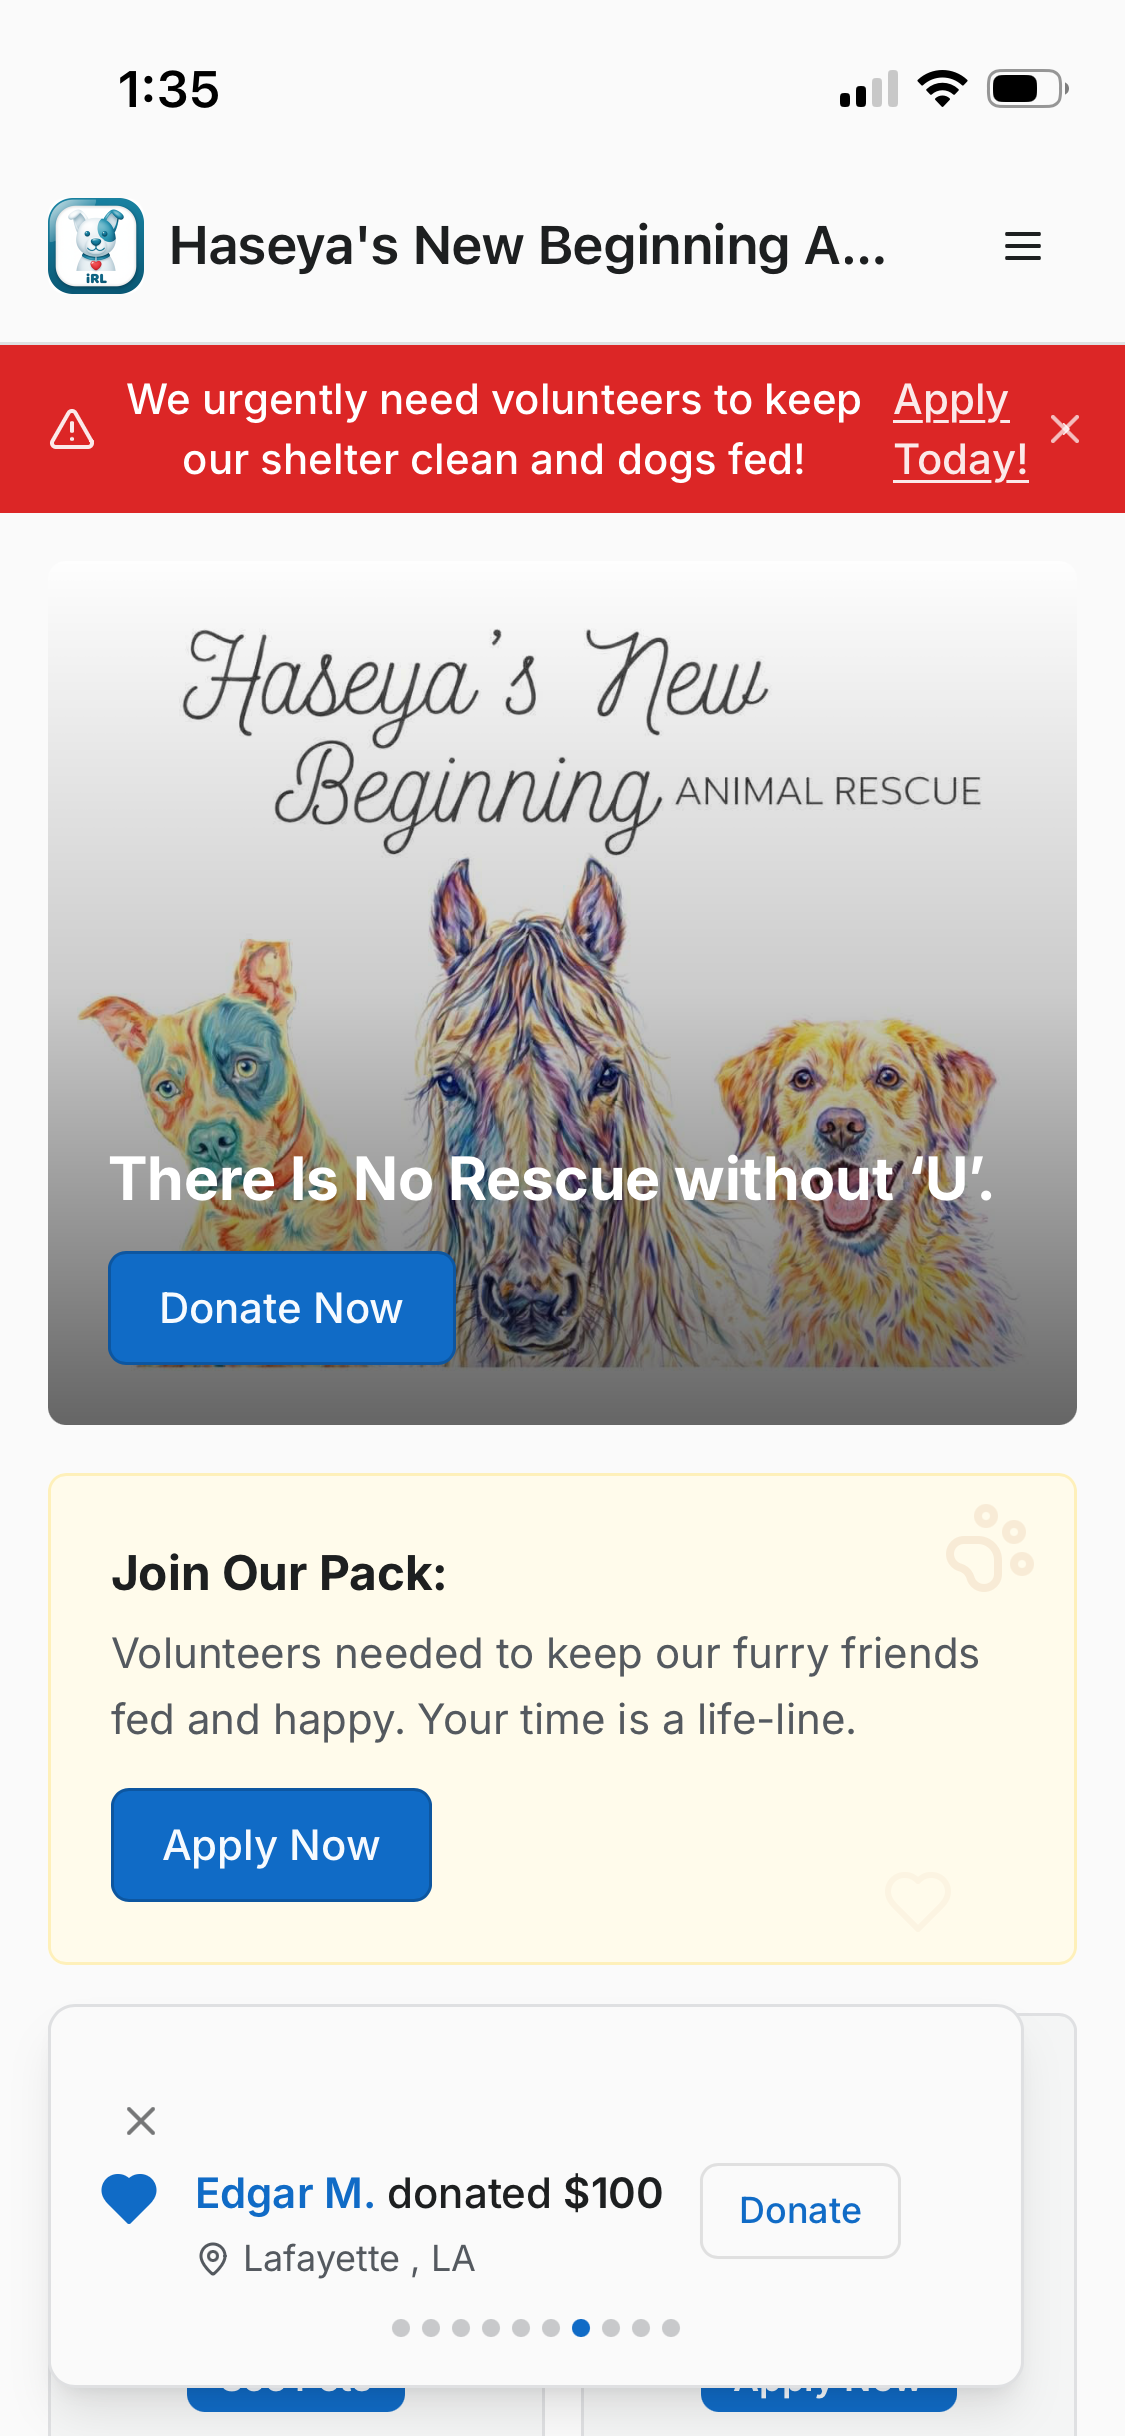 1:35
iRL
Haseya's New Beginning A...
We urgently need volunteers to keep
our shelter clean and dogs fed!
Apply
Today!
Haseya's New
Beginning ANIMAL RESCUE
There Is No Rescue without ‘U’.
Donate Now
Join Our Pack:
Volunteers needed to keep our furry friends
fed and happy. Your time is a life-line.
Apply Now
Edgar M. donated $100
Donate
Lafayette , LA
Apply Now